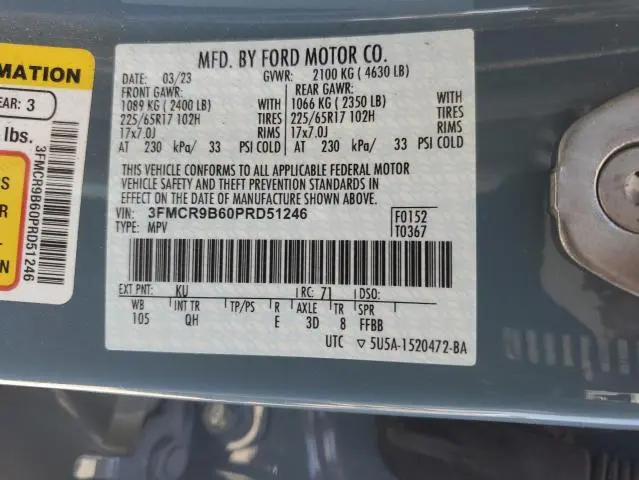 MFD. BY FORD MOTOR CO.
DATE: 03/23 GVWR: 2100 KG ( 4630 LB)
FRONT GAWR: REAR GAWR:
1089 KG ( 2400 LB) WITH 1066 KG ( 2350 LB) WITH
225/65R17 102H TIRES 225/65R17 102H TIRES
17x7.0J RIMS 17x7.0J RIMS
AT 230 kPa/ 33 PSI COLD AT 230 kPa/ 33 PSI COLD
THIS VEHICLE CONFORMS TO ALL APPLICABLE FEDERAL MOTOR
VEHICLE SAFETY AND THEFT PREVENTION STANDARDS IN
EFFECT ON THE DATE OF MANUFACTURE SHOWN ABOVE.
VIN: 3FMCR9B60PRD51246 F0152
TYPE: MPV T0367
EXT PNT: KU RC: 71 DSO:
WB INT TR TP/PS R AXLE TR SPR
105 QH E 3D 8 FFBB
UTC ▽ 5U5A-1520472-BA
RMATION
EAR: 3
lbs.
3FMCR9B60PRD51246
S
OR
N